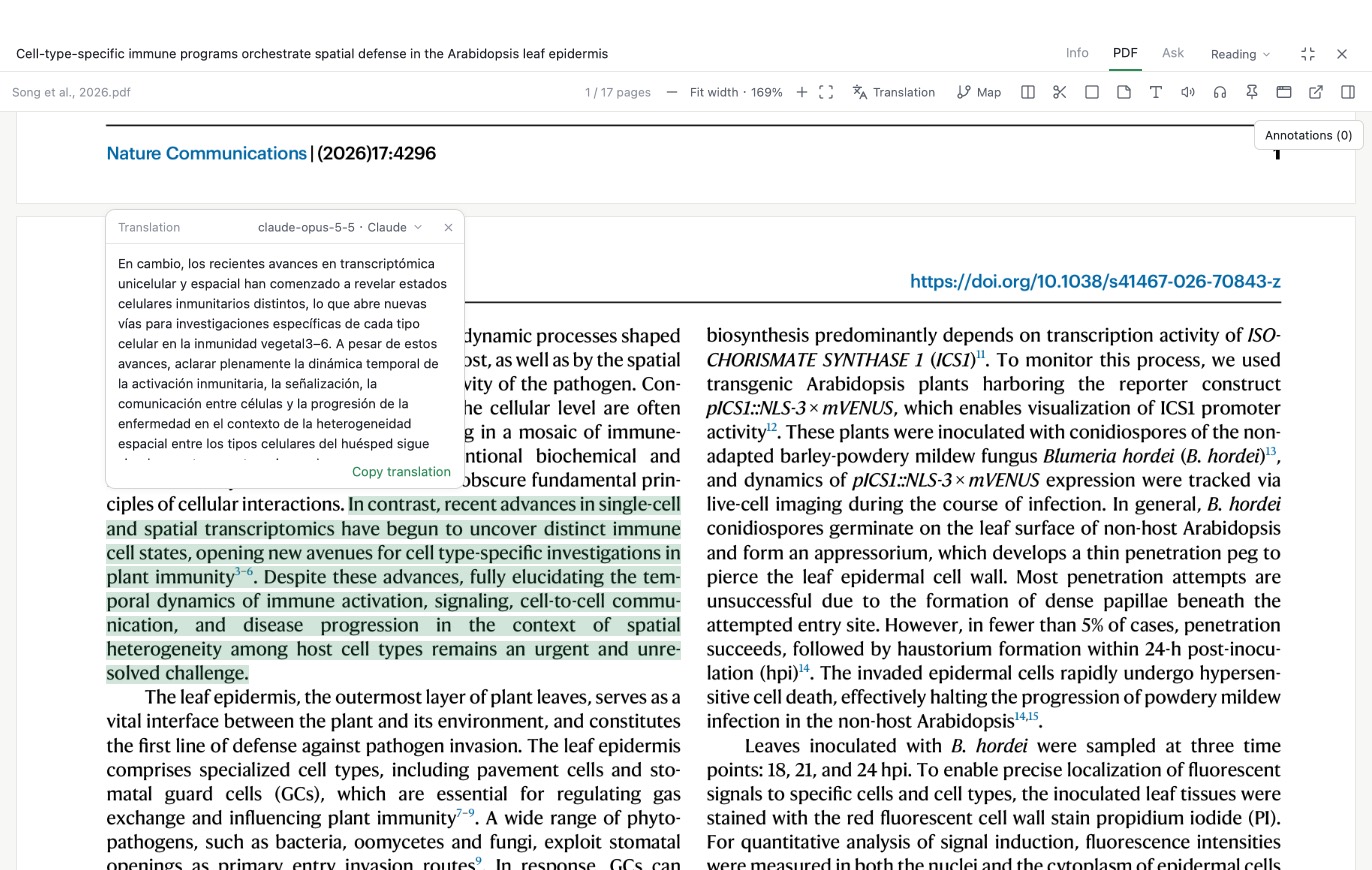 Cell-type-specific immune programs orchestrate spatial defense in the Arabidopsis leaf epidermis
Info
PDF
Ask
Reading
Song et al., 2026.pdf
1 / 17 pages
Fit width · 169%
Translation
Map
Annotations (0)
Nature Communications | (2026)17:4296
1
Translation
claude-opus-5-5 · Claude
En cambio, los recientes avances en transcriptómica
unicelular y espacial han comenzado a revelar estados
celulares inmunitarios distintos, lo que abre nuevas
vías para investigaciones específicas de cada tipo
celular en la inmunidad vegetal3–6. A pesar de estos
avances, aclarar plenamente la dinámica temporal de
la activación inmunitaria, la señalización, la
comunicación entre células y la progresión de la
enfermedad en el contexto de la heterogeneidad
espacial entre los tipos celulares del huésped sigue
Copy translation
https://doi.org/10.1038/s41467-026-70843-z
dynamic processes shaped
ost, as well as by the spatial
vity of the pathogen. Con-
he cellular level are often
g in a mosaic of immune-
ntional biochemical and
obscure fundamental prin-
ciples of cellular interactions. In contrast, recent advances in single-cell
and spatial transcriptomics have begun to uncover distinct immune
cell states, opening new avenues for cell type-specific investigations in
plant immunity3–6. Despite these advances, fully elucidating the tem-
poral dynamics of immune activation, signaling, cell-to-cell commu-
nication, and disease progression in the context of spatial
heterogeneity among host cell types remains an urgent and unre-
solved challenge.
The leaf epidermis, the outermost layer of plant leaves, serves as a
vital interface between the plant and its environment, and constitutes
the first line of defense against pathogen invasion. The leaf epidermis
comprises specialized cell types, including pavement cells and sto-
matal guard cells (GCs), which are essential for regulating gas
exchange and influencing plant immunity7–9. A wide range of phyto-
pathogens, such as bacteria, oomycetes and fungi, exploit stomatal
openings as primary entry invasion routes9. In response, GCs can
biosynthesis predominantly depends on transcription activity of ISO-
CHORISMATE SYNTHASE 1 (ICS1)11. To monitor this process, we used
transgenic Arabidopsis plants harboring the reporter construct
pICS1::NLS-3 × mVENUS, which enables visualization of ICS1 promoter
activity12. These plants were inoculated with conidiospores of the non-
adapted barley-powdery mildew fungus Blumeria hordei (B. hordei)13,
and dynamics of pICS1::NLS-3 × mVENUS expression were tracked via
live-cell imaging during the course of infection. In general, B. hordei
conidiospores germinate on the leaf surface of non-host Arabidopsis
and form an appressorium, which develops a thin penetration peg to
pierce the leaf epidermal cell wall. Most penetration attempts are
unsuccessful due to the formation of dense papillae beneath the
attempted entry site. However, in fewer than 5% of cases, penetration
succeeds, followed by haustorium formation within 24-h post-inocu-
lation (hpi)14. The invaded epidermal cells rapidly undergo hypersen-
sitive cell death, effectively halting the progression of powdery mildew
infection in the non-host Arabidopsis14,15.
Leaves inoculated with B. hordei were sampled at three time
points: 18, 21, and 24 hpi. To enable precise localization of fluorescent
signals to specific cells and cell types, the inoculated leaf tissues were
stained with the red fluorescent cell wall stain propidium iodide (PI).
For quantitative analysis of signal induction, fluorescence intensities
were measured in both the nuclei and the cytoplasm of epidermal cells